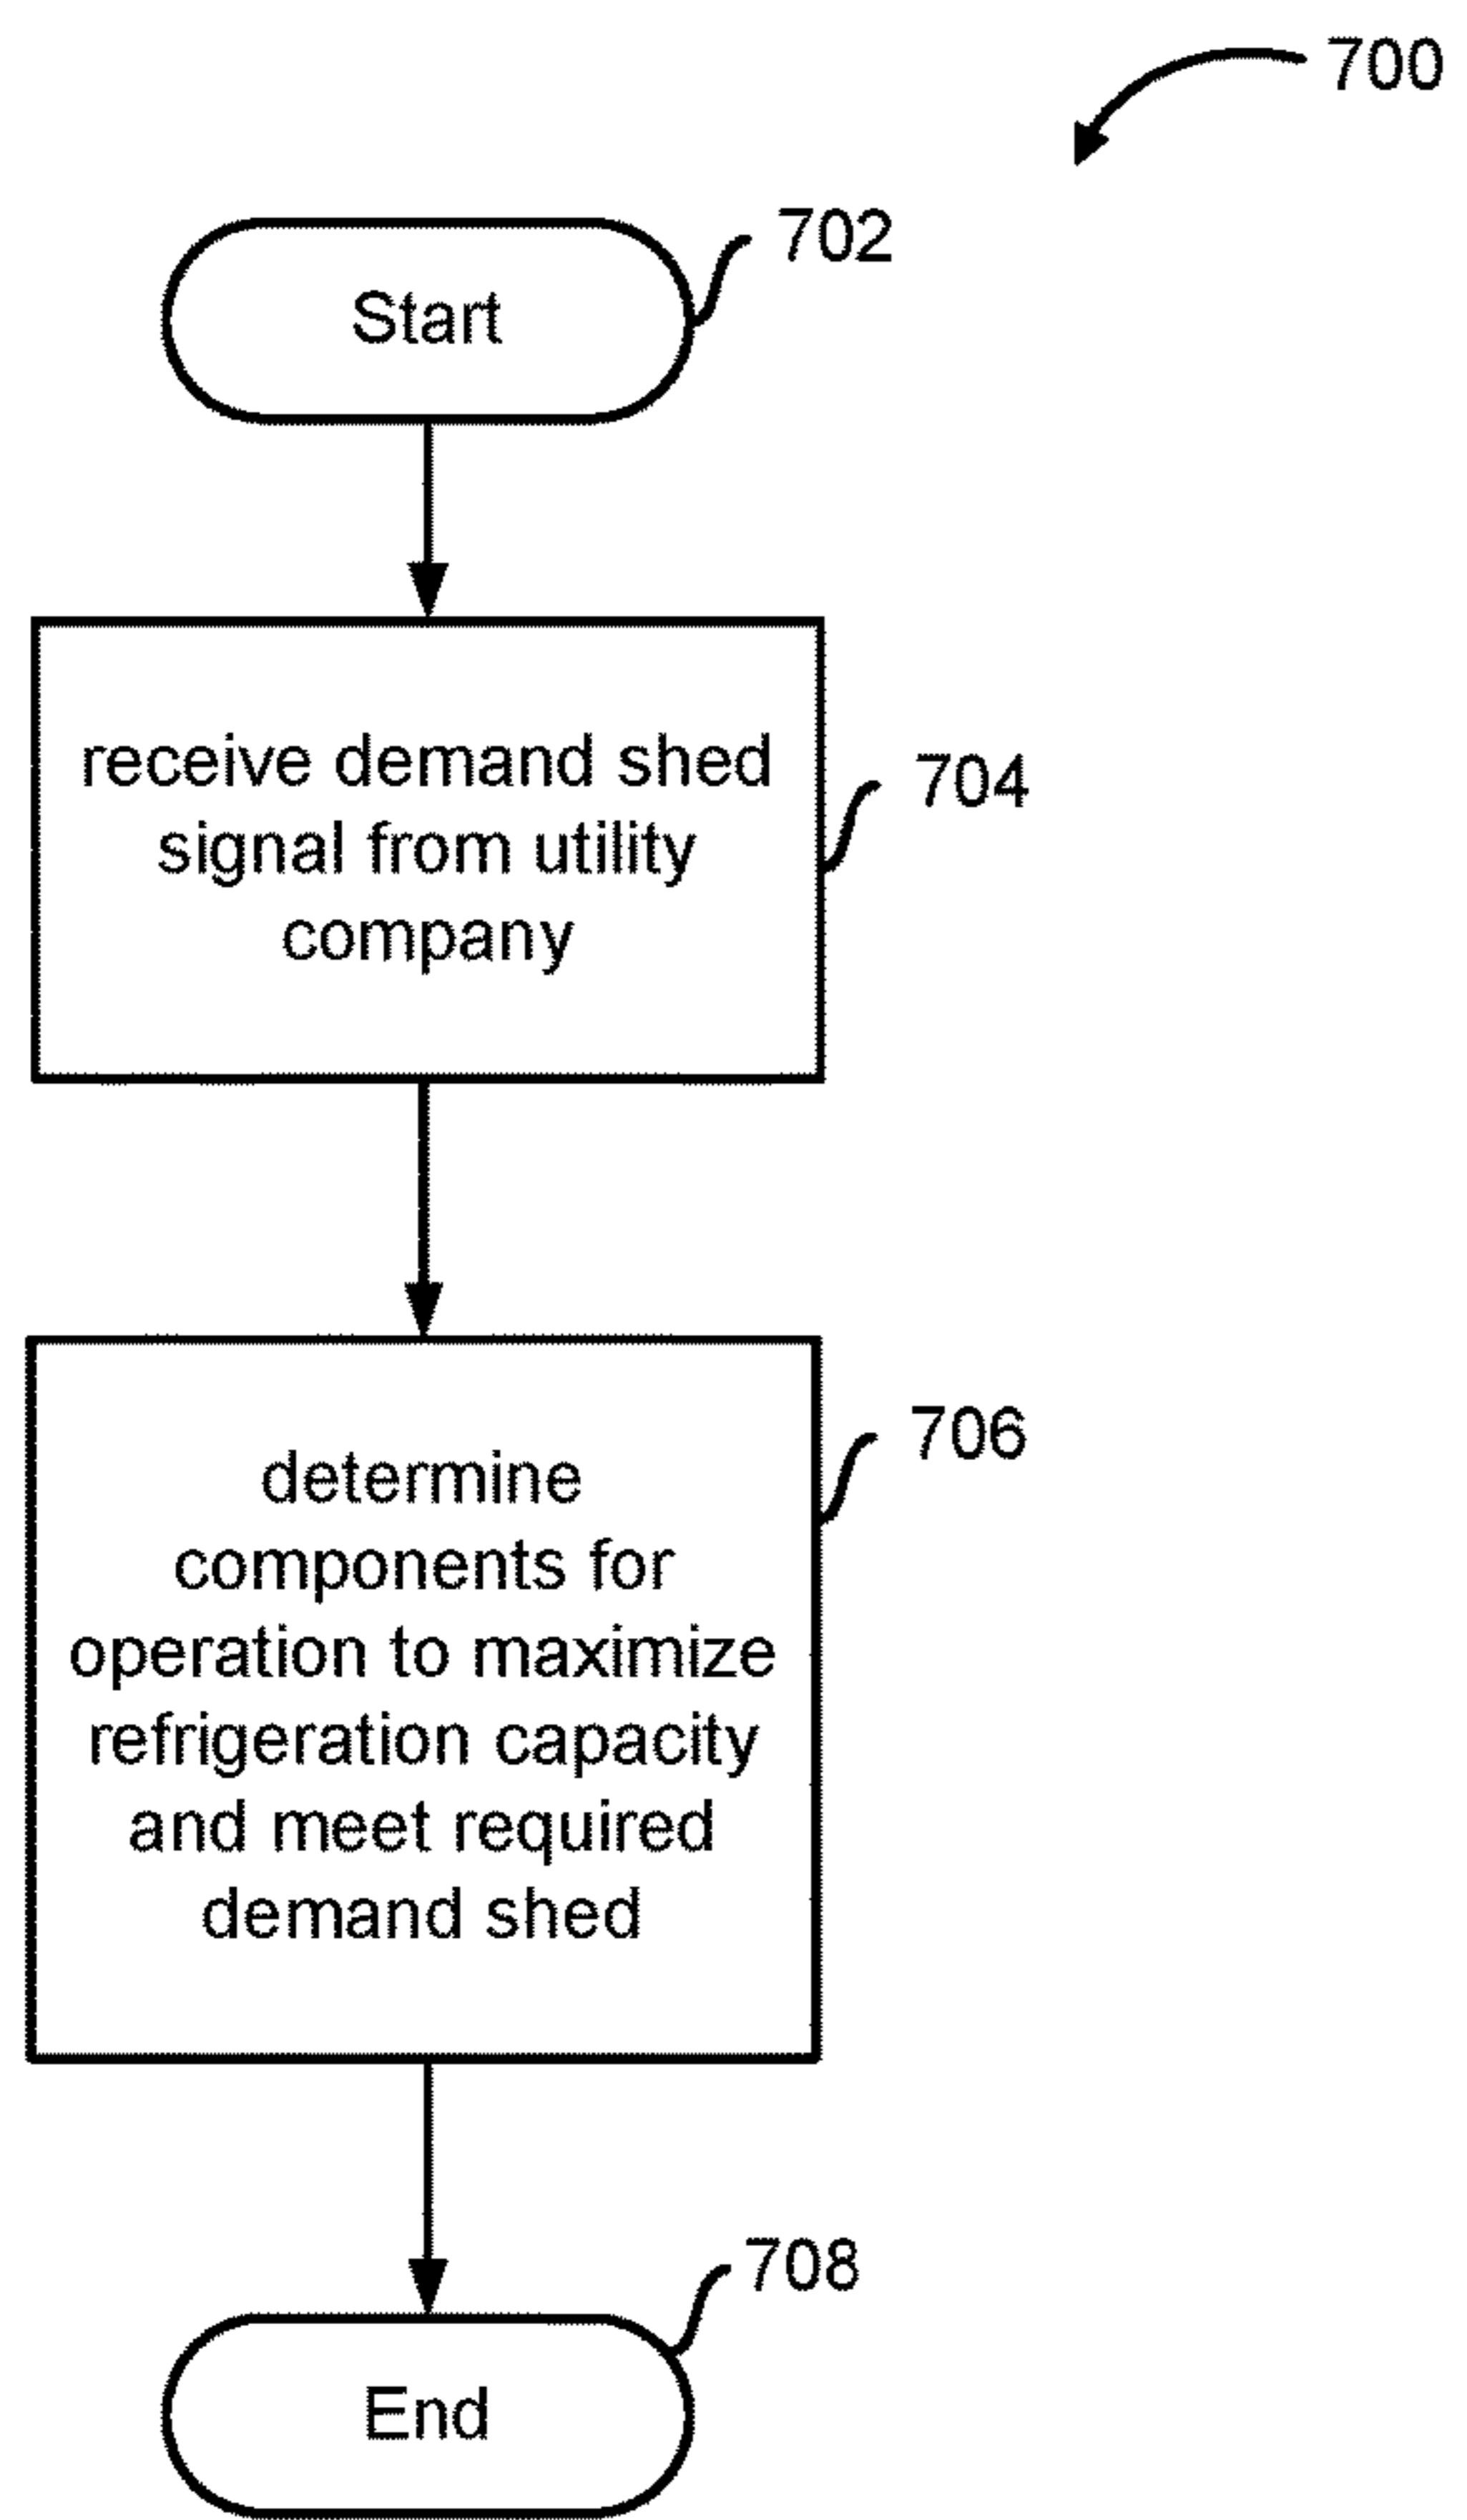 700
702
Start
receive demand shed
704
signal from utility
company
706
determine
components for
operation to maximize
refrigeration capacity
and meet required
demand shed
708
End